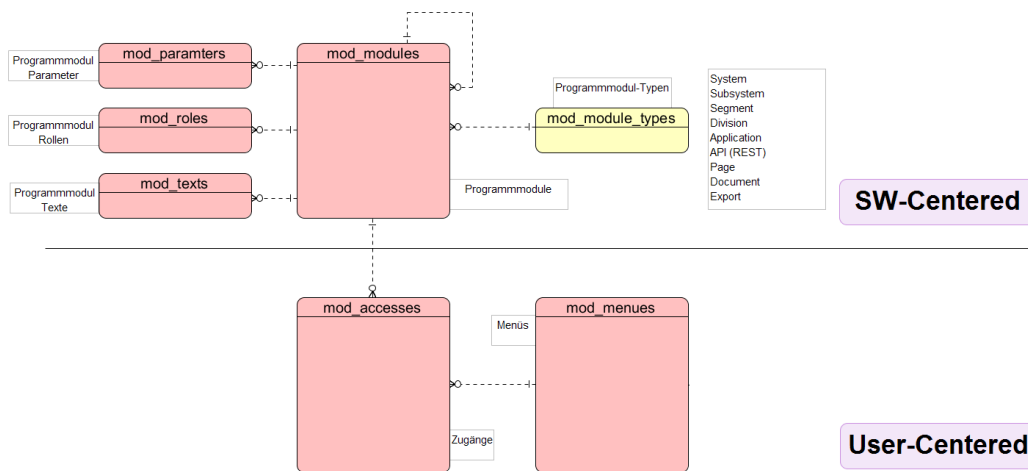 mod_paramters
Programmmodul
Parameter
mod_modules
mod_roles
Programmmodul
Rollen
mod_texts
Programmmodul
Texte
Programmmodul-Typen
mod_module_types
Programmmodule
System
Subsystem
Segment
Division
Application
API (REST)
Page
Document
Export
SW-Centered
mod_accesses
Zugänge
mod_menues
Menüs
User-Centered